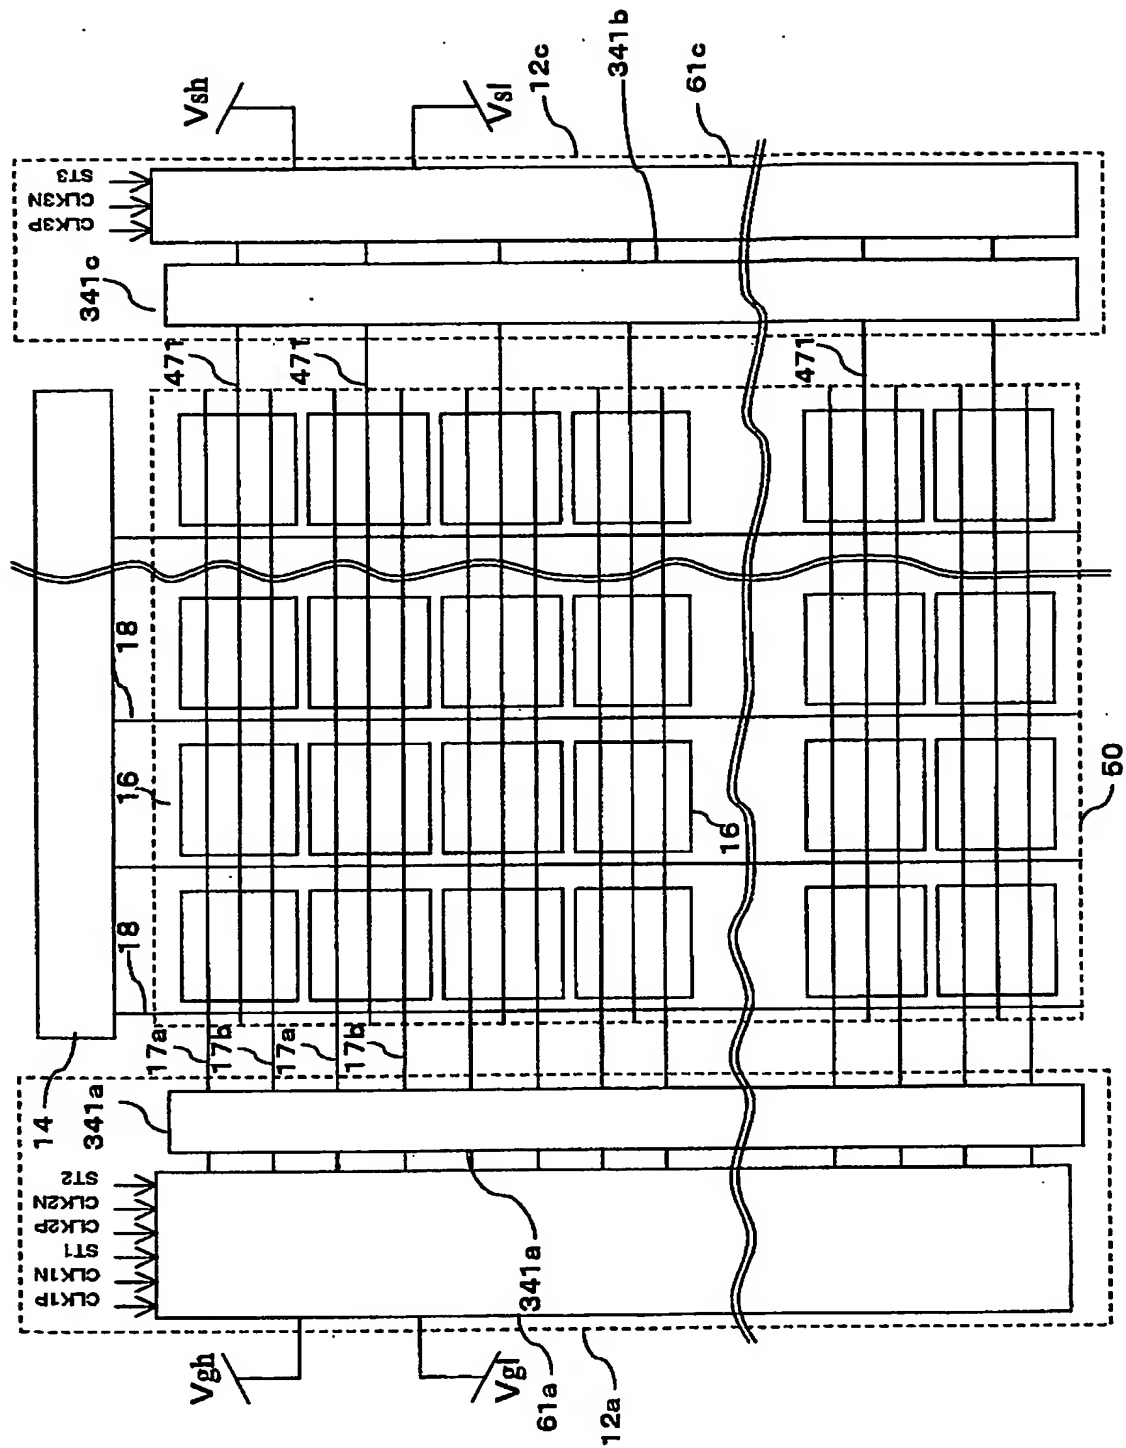 Vsh
Vsl
12c
341b
61c
ST3
CLK3N
CLK3P
341c
471
471
471
18
16
16
18
50
17a
17b
17a
17b
14
341a
ST2
CLK2N
CLK2P
ST1
CLK1N
CLK1P
341a
Vgh
Vgl
61a
12a